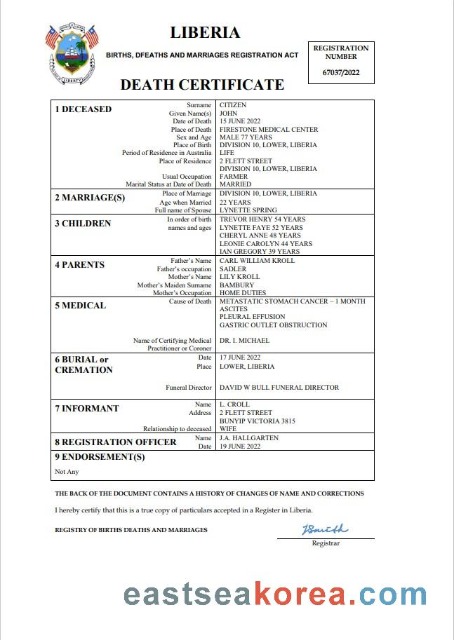 LIBERIA
BIRTHS, DFEATHS AND MARRIAGES REGISTRATION ACT
REGISTRATION
NUMBER
67037/2022
DEATH CERTIFICATE
1 DECEASED
Surname CITIZEN
Given Name(s) JOHN
Date of Death 15 JUNE 2022
Place of Death FIRESTONE MEDICAL CENTER
Sex and Age MALE 77 YEARS
Place of Birth DIVISION 10, LOWER, LIBERIA
Period of Residence in Australia LIFE
Place of Residence 2 FLETT STREET
DIVISION 10, LOWER, LIBERIA
Usual Occupation FARMER
Marital Status at Date of Death MARRIED
2 MARRIAGE(S) Place of Marriage DIVISION 10, LOWER, LIBERIA
Age when Married 22 YEARS
Full name of Spouse LYNETTE SPRING
3 CHILDREN In order of birth TREVOR HENRY 54 YEARS
names and ages LYNETTE FAYE 52 YEARS
CHERYL ANNE 48 YEARS
LEONIE CAROLYN 44 YEARS
IAN GREGORY 39 YEARS
4 PARENTS Father's Name CARL WILLIAM KROLL
Father's occupation SADLER
Mother's Name LILY KROLL
Mother's Maiden Surname BAMBURY
Mother's Occupation HOME DUTIES
5 MEDICAL Cause of Death METASTATIC STOMACH CANCER – 1 MONTH
ASCITES
PLEURAL EFFUSION
GASTRIC OUTLET OBSTRUCTION
Name of Certifying Medical DR. I. MICHAEL
Practitioner or Coroner
6 BURIAL or Date 17 JUNE 2022
CREMATION Place LOWER, LIBERIA
Funeral Director DAVID W BULL FUNERAL DIRECTOR
7 INFORMANT Name L. CROLL
Address 2 FLETT STREET
BUNYIP VICTORIA 3815
Relationship to deceased WIFE
8 REGISTRATION OFFICER Name J.A. HALLGARTEN
Date 19 JUNE 2022
9 ENDORSEMENT(S)
Not Any
THE BACK OF THE DOCUMENT CONTAINS A HISTORY OF CHANGES OF NAME AND CORRECTIONS
I hereby certify that this is a true copy of particulars accepted in a Register in Liberia.
REGISTRY OF BIRTHS DEATHS AND MARRIAGES
Registrar
eastseakorea.com